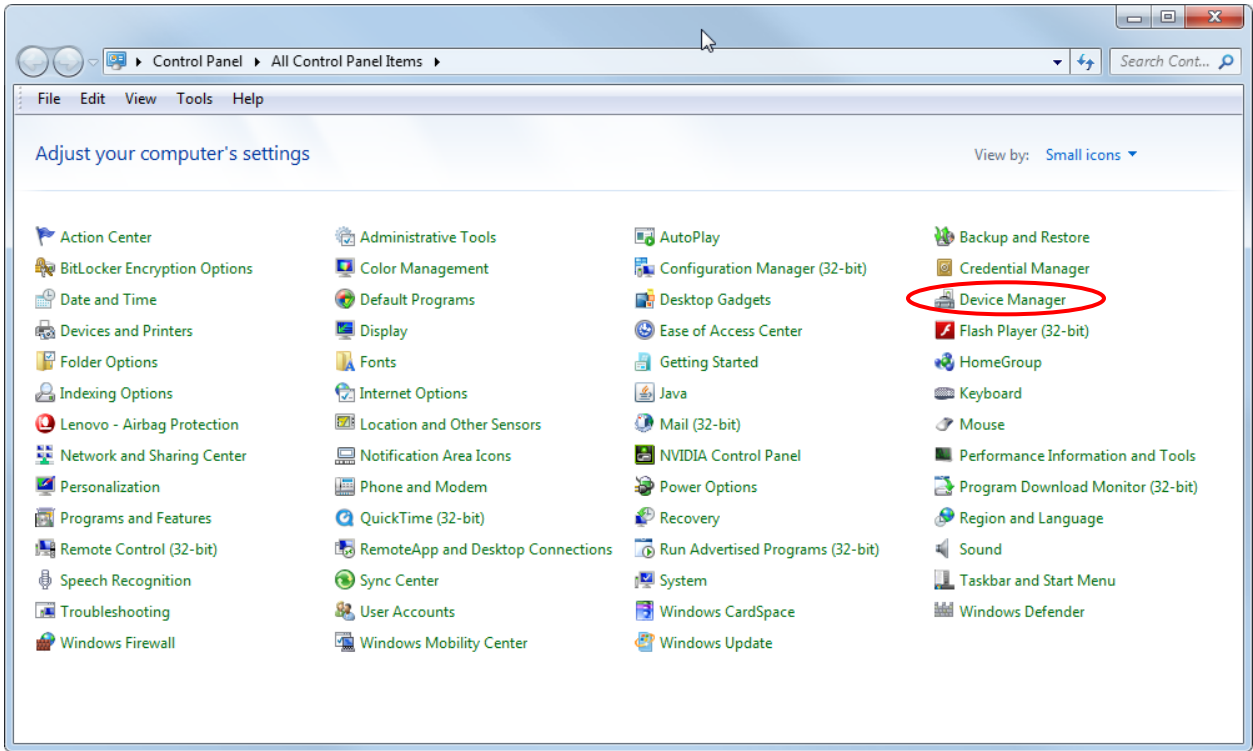 Control Panel All Control Panel Items Search Cont...
File Edit View Tools Help
Adjust your computer's settings View by: Small icons
Action Center Administrative Tools AutoPlay Backup and Restore
BitLocker Encryption Options Color Management Configuration Manager (32-bit) Credential Manager
Date and Time Default Programs Desktop Gadgets Device Manager
Devices and Printers Display Ease of Access Center Flash Player (32-bit)
Folder Options Fonts Getting Started HomeGroup
Indexing Options Internet Options Java Keyboard
Lenovo - Airbag Protection Location and Other Sensors Mail (32-bit) Mouse
Network and Sharing Center Notification Area Icons NVIDIA Control Panel Performance Information and Tools
Personalization Phone and Modem Power Options Program Download Monitor (32-bit)
Programs and Features QuickTime (32-bit) Recovery Region and Language
Remote Control (32-bit) RemoteApp and Desktop Connections Run Advertised Programs (32-bit) Sound
Speech Recognition Sync Center System Taskbar and Start Menu
Troubleshooting User Accounts Windows CardSpace Windows Defender
Windows Firewall Windows Mobility Center Windows Update